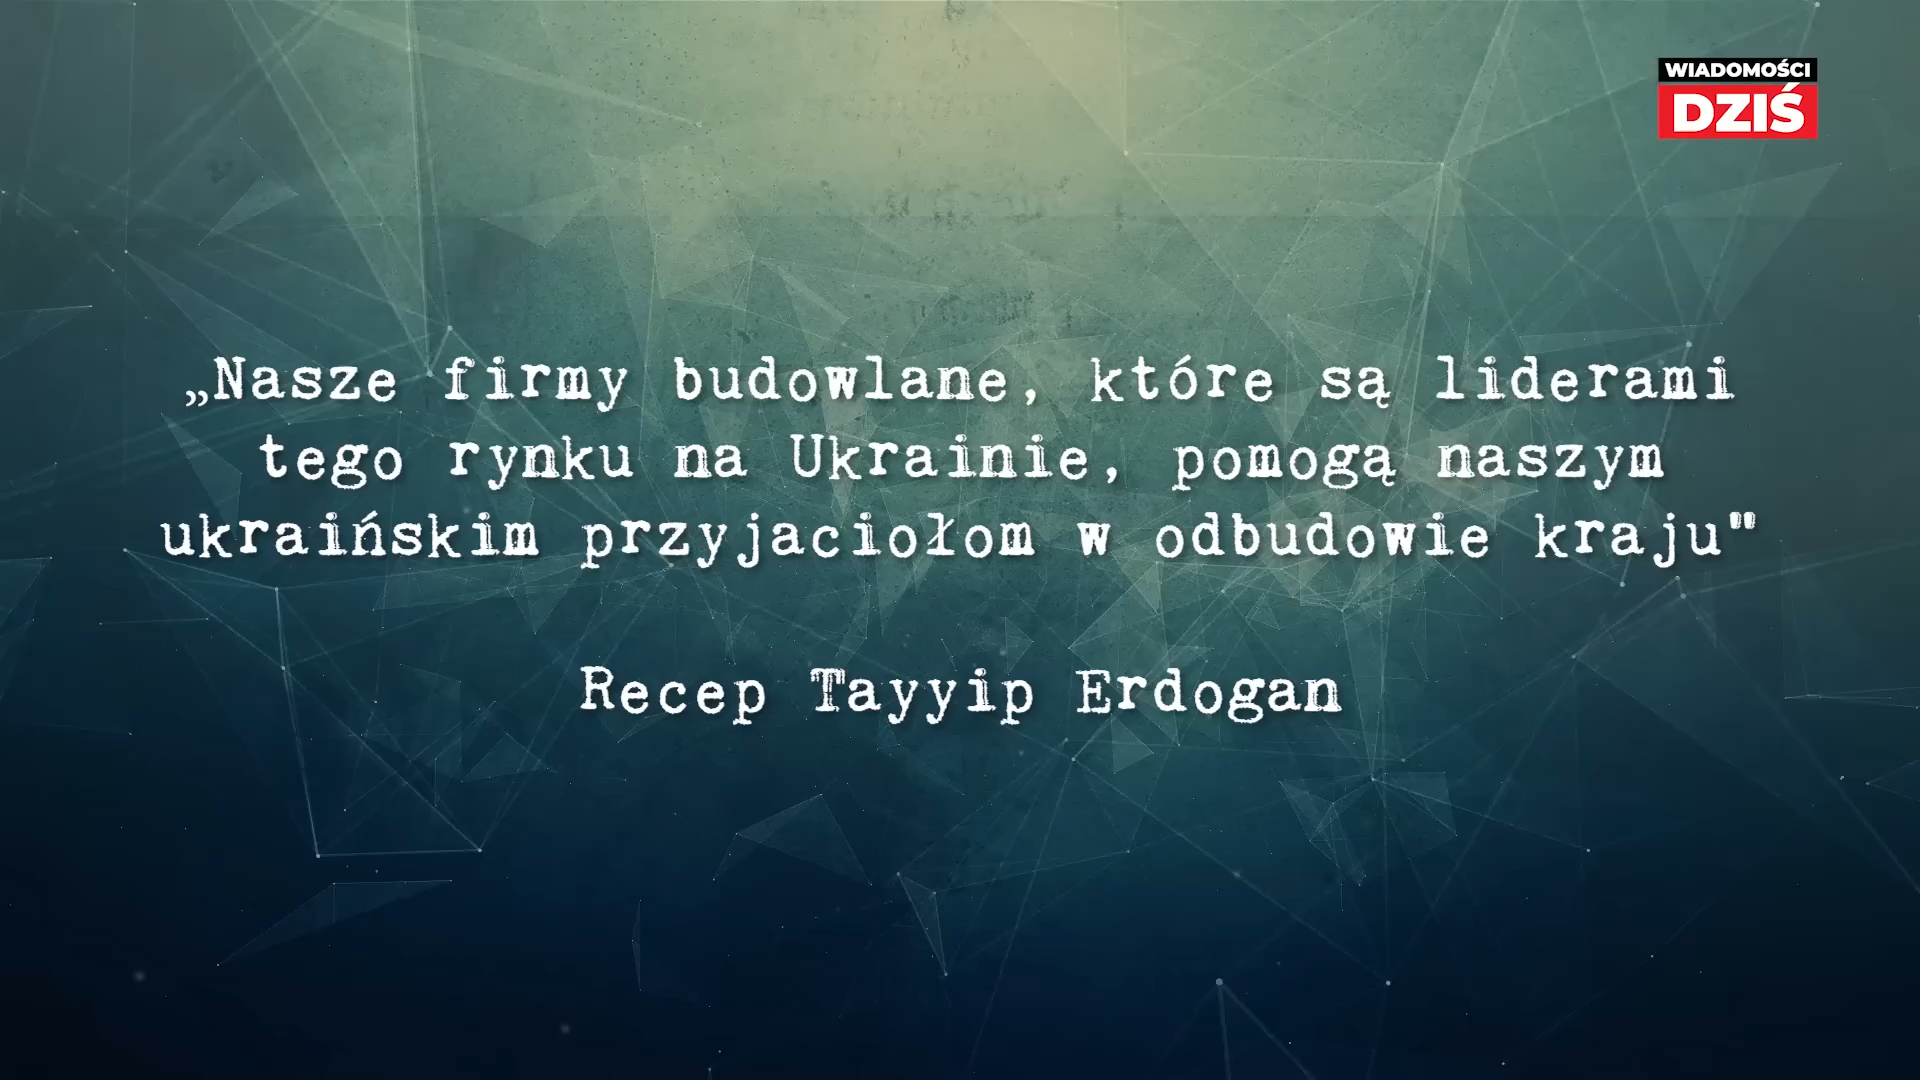 WIADOMOŚCI
DZIŚ
„Nasze firmy budowlane, które są liderami
tego rynku na Ukrainie, pomogą naszym
ukraińskim przyjaciołom w odbudowie kraju"
Recep Tayyip Erdogan